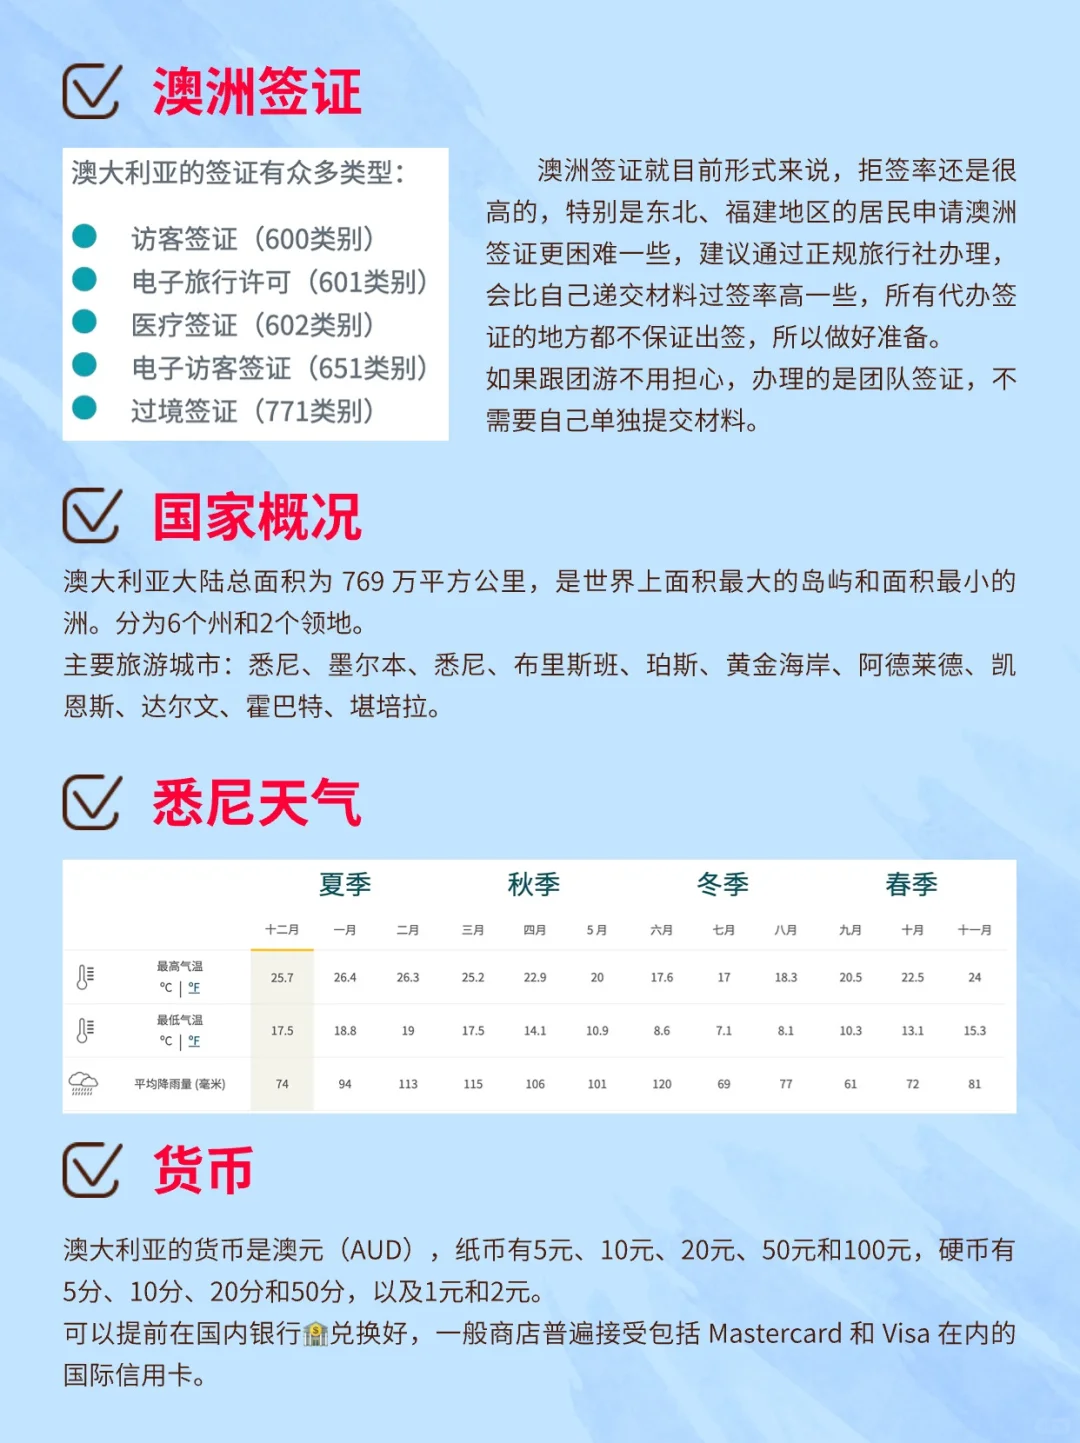 澳洲签证
澳大利亚的签证有众多类型：
访客签证（600类别）
电子旅行许可（601类别）
医疗签证（602类别）
电子访客签证（651类别）
过境签证（771类别）
澳洲签证就目前形式来说，拒签率还是很
高的，特别是东北、福建地区的居民申请澳洲
签证更困难一些，建议通过正规旅行社办理，
会比自己递交材料过签率高一些，所有代办签
证的地方都不保证出签，所以做好准备。
如果跟团游不用担心，办理的是团队签证，不
需要自己单独提交材料。
国家概况
澳大利亚大陆总面积为 769 万平方公里，是世界上面积最大的岛屿和面积最小的
洲。分为6个州和2个领地。
主要旅游城市：悉尼、墨尔本、悉尼、布里斯班、珀斯、黄金海岸、阿德莱德、凯
恩斯、达尔文、霍巴特、堪培拉。
悉尼天气
夏季 秋季 冬季 春季
十二月 一月 二月 三月 四月 5 月 六月 七月 八月 九月 十月 十一月
最高气温
°C | °F
25.7 26.4 26.3 25.2 22.9 20 17.6 17 18.3 20.5 22.5 24
最低气温
°C | °F
17.5 18.8 19 17.5 14.1 10.9 8.6 7.1 8.1 10.3 13.1 15.3
平均降雨量 (毫米) 74 94 113 115 106 101 120 69 77 61 72 81
货币
澳大利亚的货币是澳元（AUD），纸币有5元、10元、20元、50元和100元，硬币有
5分、10分、20分和50分，以及1元和2元。
可以提前在国内银行兑换好，一般商店普遍接受包括 Mastercard 和 Visa 在内的
国际信用卡。